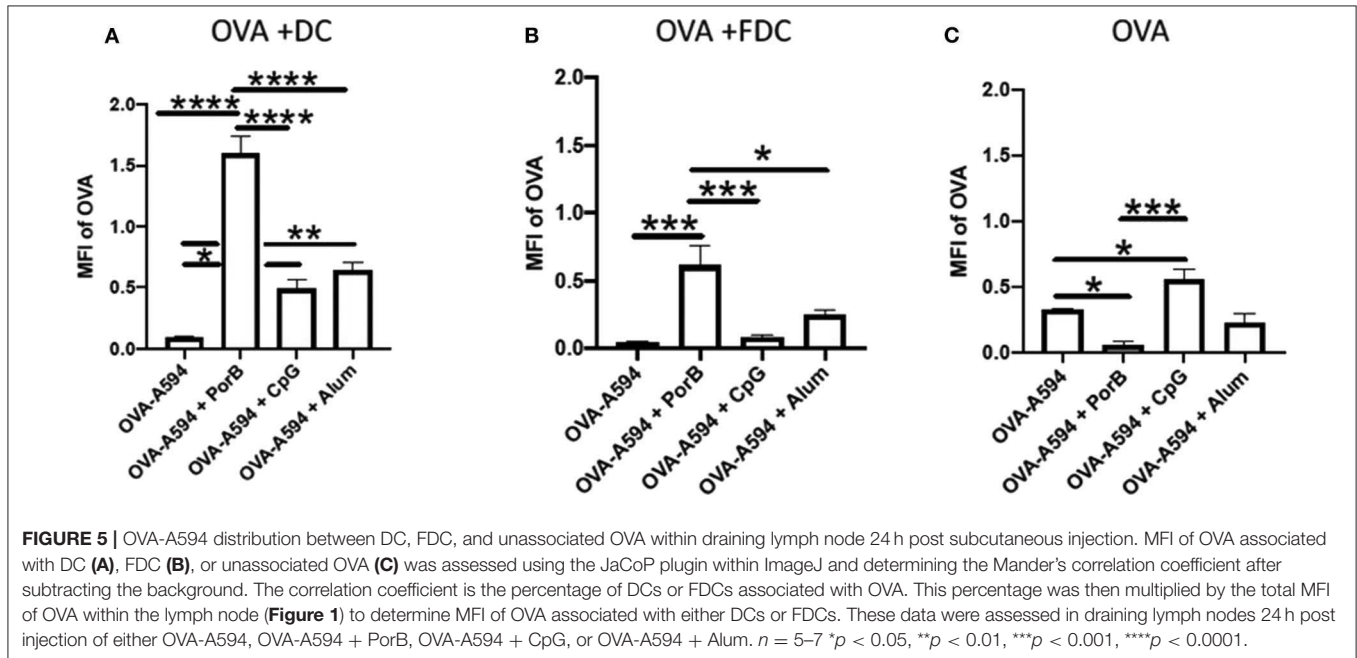 A OVA +DC
****
****
****
**
*
MFI of OVA
2.0
1.5
1.0
0.5
0.0
OVA-A594
OVA-A594 + PorB
OVA-A594 + CpG
OVA-A594 + Alum
B OVA +FDC
*
***
***
MFI of OVA
2.0
1.5
1.0
0.5
0.0
OVA-A594
OVA-A594 + PorB
OVA-A594 + CpG
OVA-A594 + Alum
C OVA
***
*
*
MFI of OVA
2.0
1.5
1.0
0.5
0.0
OVA-A594
OVA-A594 + PorB
OVA-A594 + CpG
OVA-A594 + Alum
FIGURE 5 | OVA-A594 distribution between DC, FDC, and unassociated OVA within draining lymph node 24 h post subcutaneous injection. MFI of OVA associated
with DC (A), FDC (B), or unassociated OVA (C) was assessed using the JaCoP plugin within ImageJ and determining the Mander's correlation coefficient after
subtracting the background. The correlation coefficient is the percentage of DCs or FDCs associated with OVA. This percentage was then multiplied by the total MFI
of OVA within the lymph node (Figure 1) to determine MFI of OVA associated with either DCs or FDCs. These data were assessed in draining lymph nodes 24 h post
injection of either OVA-A594, OVA-A594 + PorB, OVA-A594 + CpG, or OVA-A594 + Alum. n = 5–7 *p < 0.05, **p < 0.01, ***p < 0.001, ****p < 0.0001.